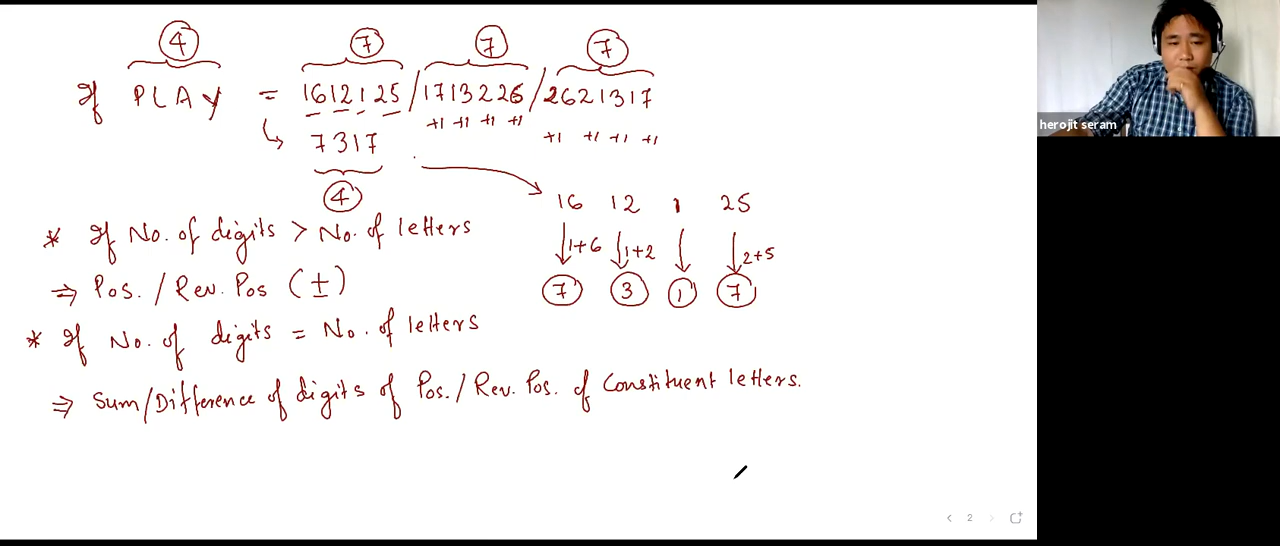 4 7 7 7
If PLAY = 1612125/1713226/2621317
+1 +1 +1 +1 +1 +1 +1 +1
↳ 7317
4
16 12 1 25
1+6 1+2 2+5
7 3 1 7
* If No. of digits > No. of letters
⇒ Pos. / Rev. Pos (±)
* If No. of digits = No. of letters
⇒ Sum/Difference of digits of Pos. / Rev. Pos. of Constituent letters.
herojit seram
2